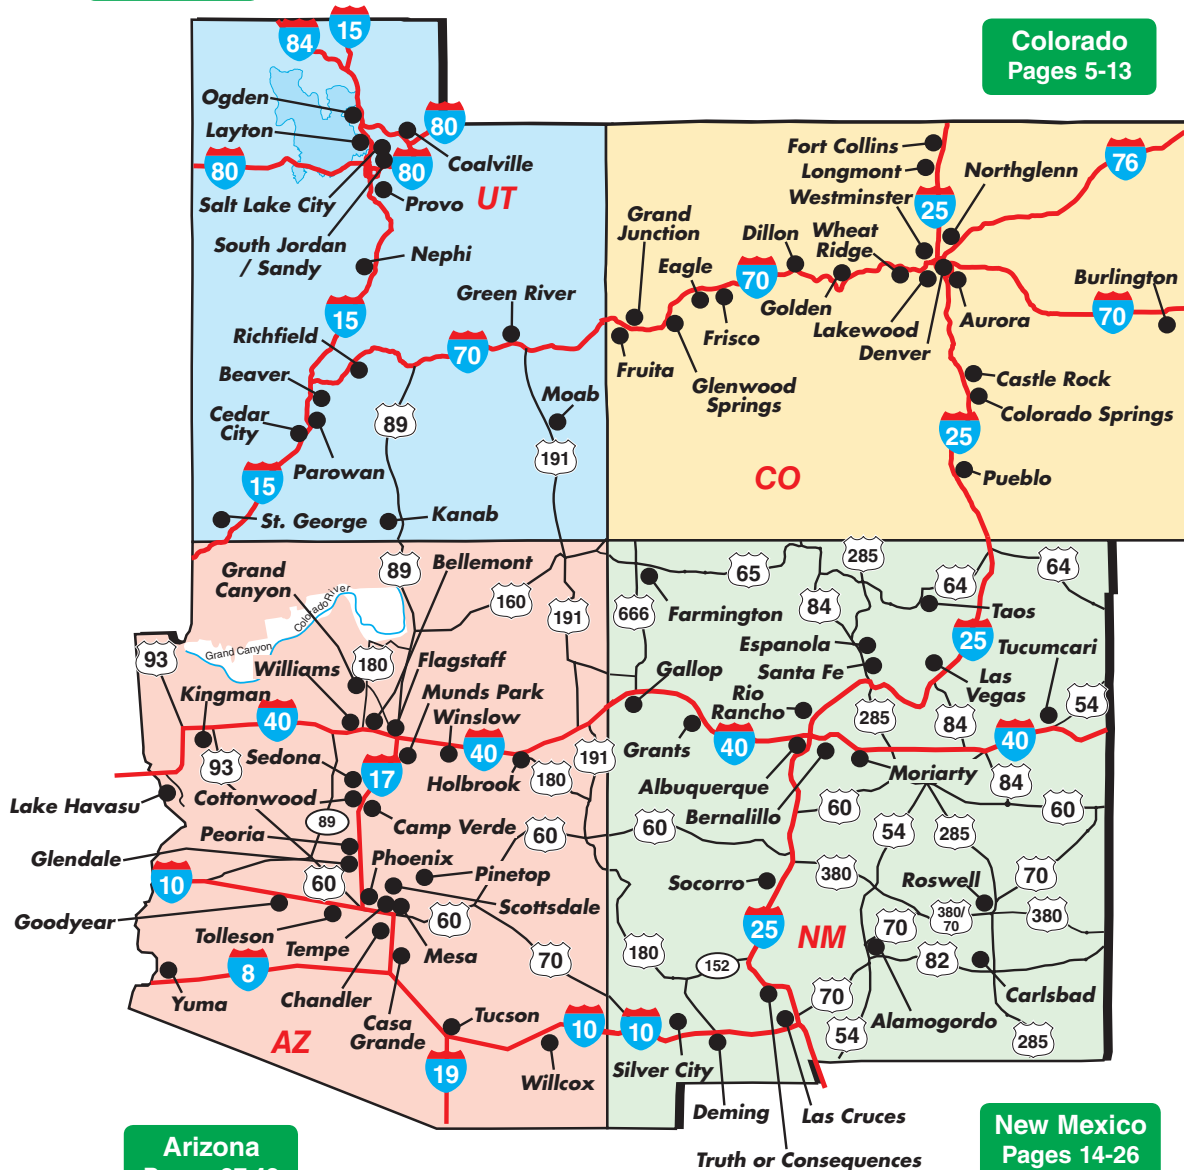 84
15
Colorado
Pages 5-13
Ogden
Layton
80
80
80
Coalville
Salt Lake City
Provo
UT
South Jordan
/ Sandy
Nephi
Green River
15
Richfield
70
Beaver
Cedar
City
Parowan
89
Moab
191
15
St. George
Kanab
Fort Collins
Longmont
Westminster
Northglenn
76
25
Grand
Junction
Dillon
Wheat
Ridge
Eagle
70
Golden
Frisco
Lakewood
Denver
Aurora
Burlington
70
Fruita
Glenwood
Springs
Castle Rock
Colorado Springs
25
CO
Pueblo
Grand
Canyon
89
Bellemont
160
191
Colorado River
Grand Canyon
93
180
Williams
Flagstaff
Kingman
Munds Park
Winslow
40
40
93
Sedona
17
Holbrook
180
191
Lake Havasu
Cottonwood
89
Camp Verde
Peoria
60
Glendale
Phoenix
Pinetop
10
60
Scottsdale
Goodyear
60
Tolleson
Tempe
Mesa
70
8
Yuma
Chandler
Casa
Grande
Tucson
10
AZ
19
Willcox
65
285
64
64
666
Farmington
84
Taos
Espanola
25
Tucumcari
Gallop
Santa Fe
Las
Vegas
Rio
Rancho
285
84
54
Grants
40
40
Albuquerque
Moriarty
84
Bernalillo
60
60
60
54
285
380
Roswell
70
Socorro
380/
70
380
25
NM
70
180
152
82
70
Carlsbad
Alamogordo
54
285
10
Silver City
Deming
Las Cruces
Truth or Consequences
Arizona
New Mexico
Pages 14-26